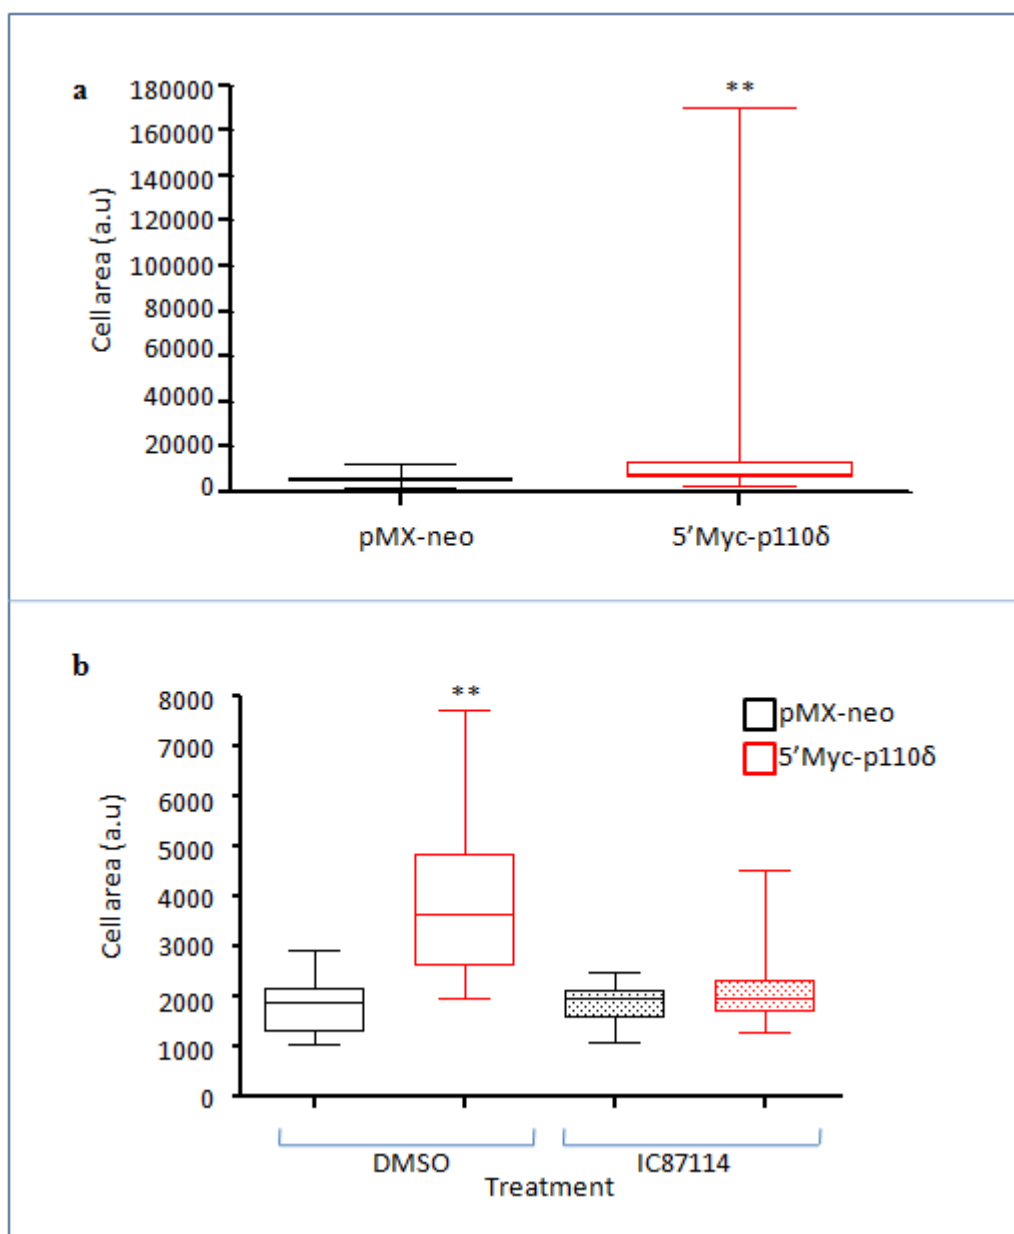 a
**
180000
160000
140000
120000
100000
80000
60000
40000
20000
0
Cell area (a.u)
pMX-neo
5’Myc-p110δ
b
**
8000
7000
6000
5000
4000
3000
2000
1000
0
Cell area (a.u)
pMX-neo
5’Myc-p110δ
DMSO
IC87114
Treatment